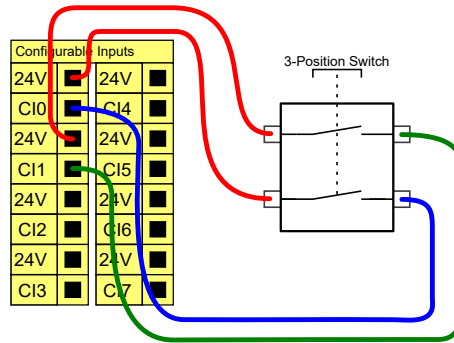 Configurable Inputs
3-Position Switch
24V 24V
CI0 CI4
24V 24V
CI1 CI5
24V 24V
CI2 CI6
24V 24V
CI3 CI7